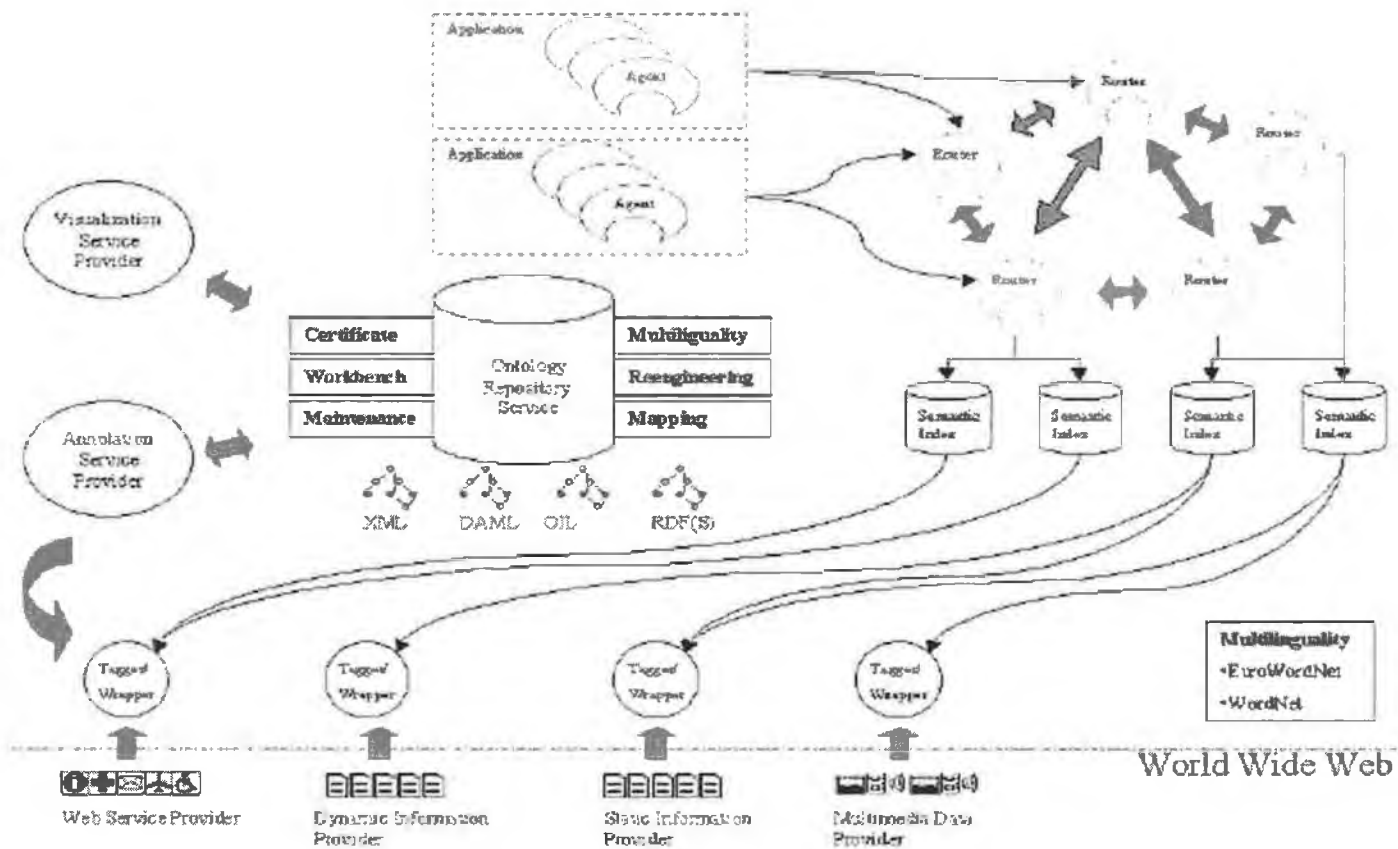 Application
Agent
Application
Agent
Router
Router
Router
Router
Router
Visualization
Service
Provider
Annotation
Service
Provider
Certificate
Workbench
Maintenance
Ontology
Repository
Service
Multiliguality
Reengineering
Mapping
XML
DAML
OIL
RDF(S)
Semantic
Index
Semantic
Index
Semantic
Index
Semantic
Index
Tagged/
Wrapper
Tagged/
Wrapper
Tagged/
Wrapper
Tagged/
Wrapper
Multilinguality
•EuroWordNet
•WordNet
World Wide Web
Web Service Provider
Dynamic Information
Provider
Static Information
Provider
Multimedia Data
Provider